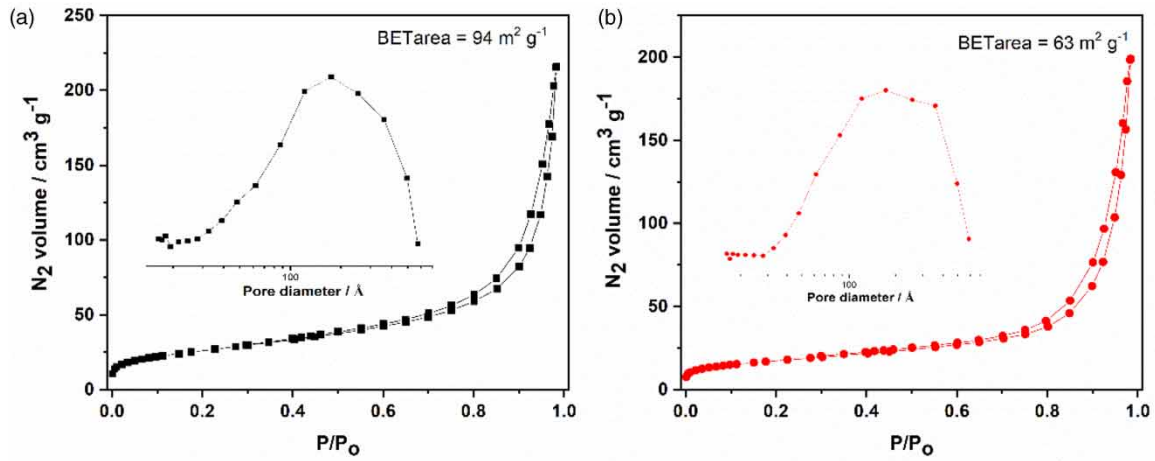 (a)
250
200
150
100
50
0
N₂ volume / cm³ g⁻¹
BETarea = 94 m² g⁻¹
100
Pore diameter / Å
0.0 0.2 0.4 0.6 0.8 1.0
P/Pₒ
(b)
200
150
100
50
0
N₂ volume / cm³ g⁻¹
BETarea = 63 m² g⁻¹
100
Pore diameter / Å
0.0 0.2 0.4 0.6 0.8 1.0
P/Pₒ